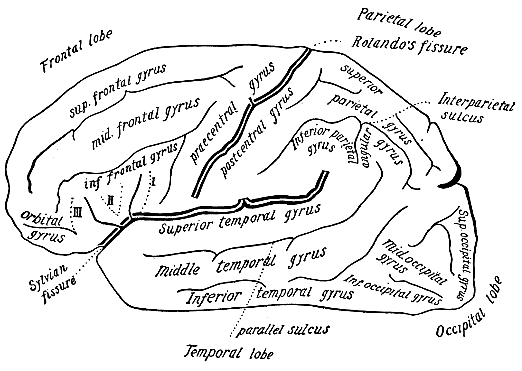 Frontal lobe
Parietal lobe
Rolando's fissure
sup. frontal gyrus
mid. frontal gyrus
inf. frontal gyrus
praecentral gyrus
postcentral gyrus
superior
parietal gyrus
Interparietal
sulcus
Inferior parietal
gyrus
gyrus
I
II
III
Orbital
gyrus
Sylvian
fissure
Superior temporal gyrus
Middle temporal gyrus
Inferior temporal gyrus
Mid. occipital
gyrus
Inf. occipital gyrus
Sup. occipital gyrus
parallel sulcus
Temporal lobe
Occipital lobe